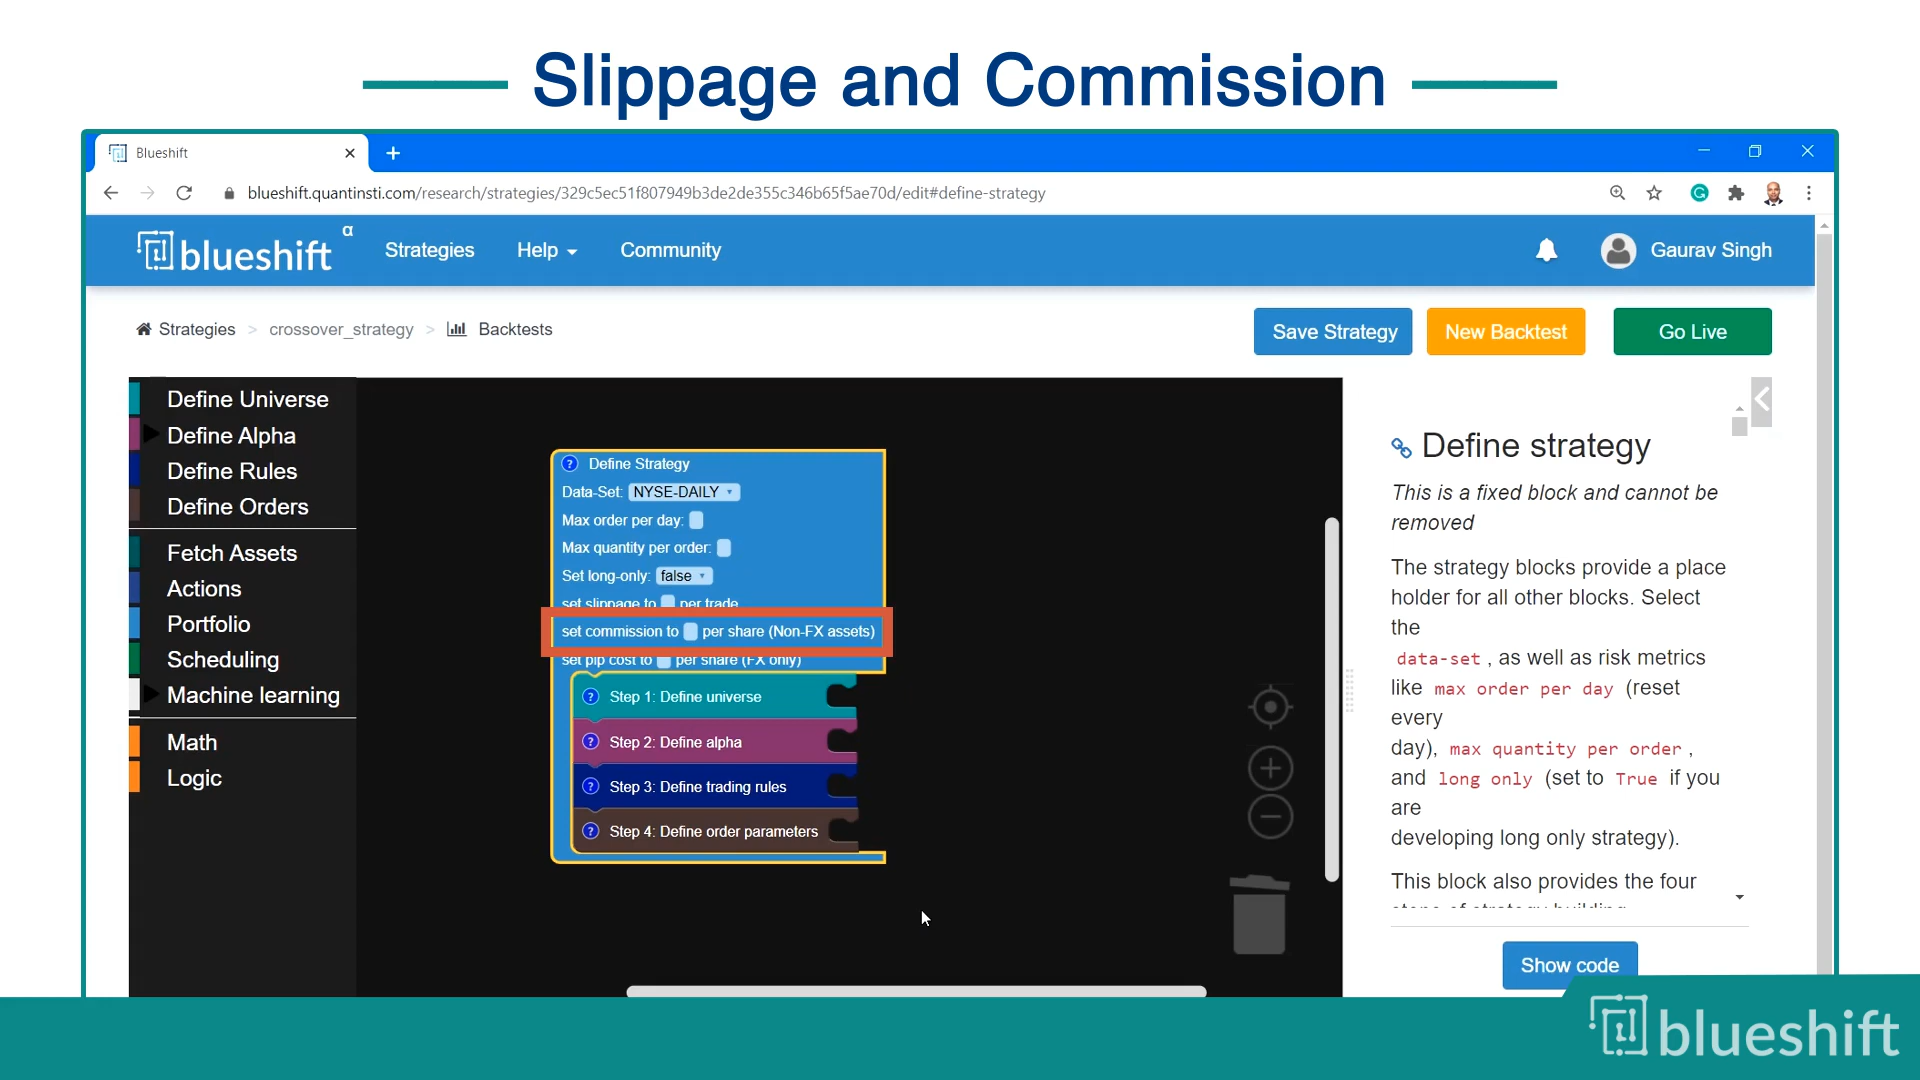 Slippage and Commission
Blueshift
blueshift.quantinsti.com/research/strategies/329c5ec51f807949b3de2de355c346b65f5ae70d/edit#define-strategy
blueshift α
Strategies
Help
Community
Gaurav Singh
Strategies > crossover_strategy > Backtests
Save Strategy
New Backtest
Go Live
Define Universe
Define Alpha
Define Rules
Define Orders
Fetch Assets
Actions
Portfolio
Scheduling
Machine learning
Math
Logic
? Define Strategy
Data-Set: NYSE-DAILY
Max order per day:
Max quantity per order:
Set long-only: false
set slippage to per trade
set commission to per share (Non-FX assets)
set pip cost to per share (FX only)
? Step 1: Define universe
? Step 2: Define alpha
? Step 3: Define trading rules
? Step 4: Define order parameters
Define strategy
This is a fixed block and cannot be
removed
The strategy blocks provide a place
holder for all other blocks. Select
the
data-set , as well as risk metrics
like max order per day (reset
every
day), max quantity per order ,
and long only (set to True if you
are
developing long only strategy).
This block also provides the four
steps of strategy building
Show code
blueshift